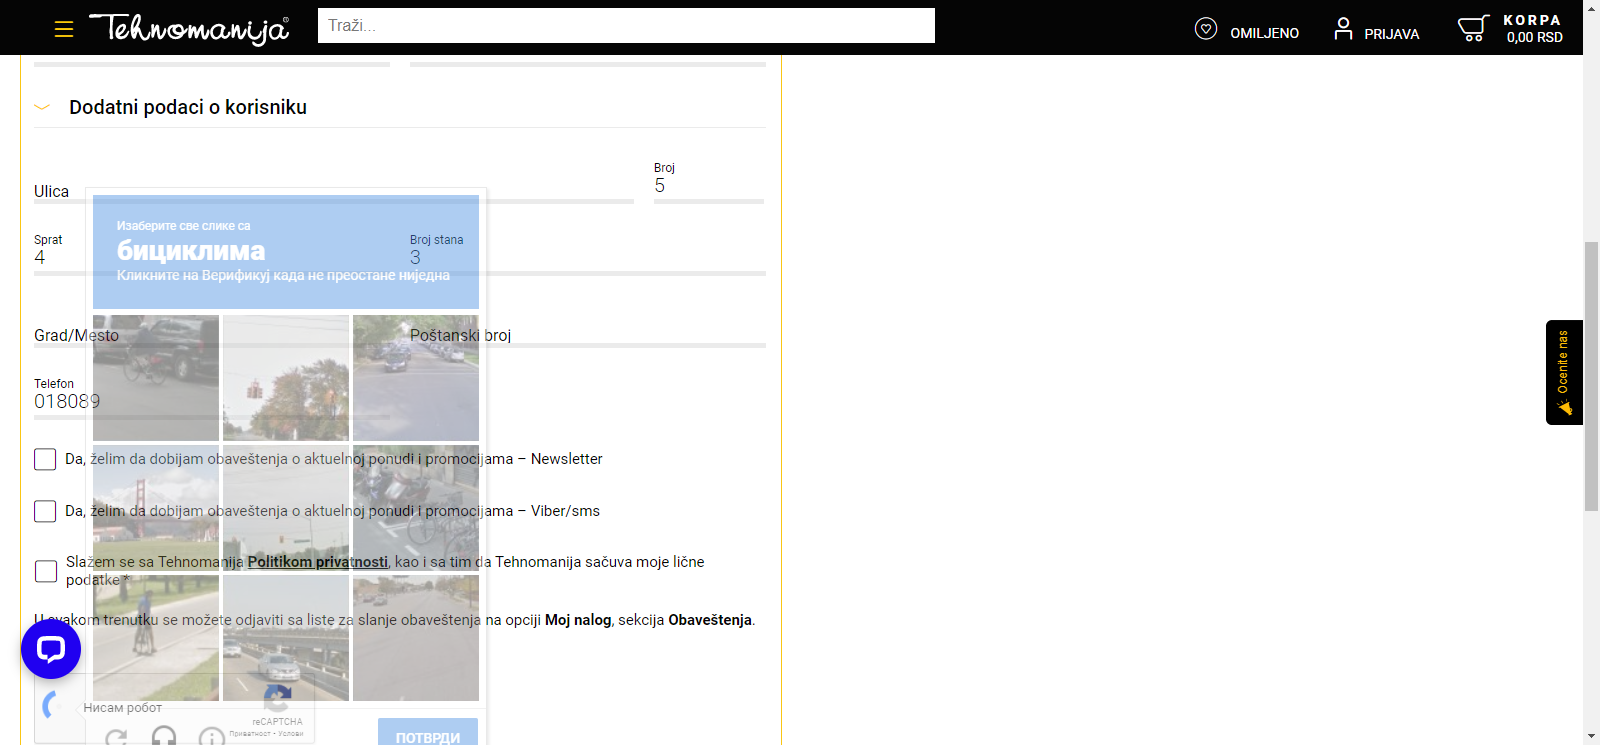 Tehnomanija
Traži...
OMILJENO
PRIJAVA
KORPA
0,00 RSD
Dodatni podaci o korisniku
Ulica
Broj
5
Sprat
4
Broj stana
3
Изаберите све слике са
бициклима
Кликните на Верификуј када не преостане ниједна
Grad/Mesto
Poštanski broj
Telefon
018089
Da, želim da dobijam obaveštenja o aktuelnoj ponudi i promocijama – Newsletter
Da, želim da dobijam obaveštenja o aktuelnoj ponudi i promocijama – Viber/sms
Slažem se sa Tehnomanija Politikom privatnosti, kao i sa tim da Tehnomanija sačuva moje lične
podatke *
U svakom trenutku se možete odjaviti sa liste za slanje obaveštenja na opciji Moj nalog, sekcija Obaveštenja.
Нисам робот
reCAPTCHA
Приватност - Услови
ПОТВРДИ
Ocenite nas